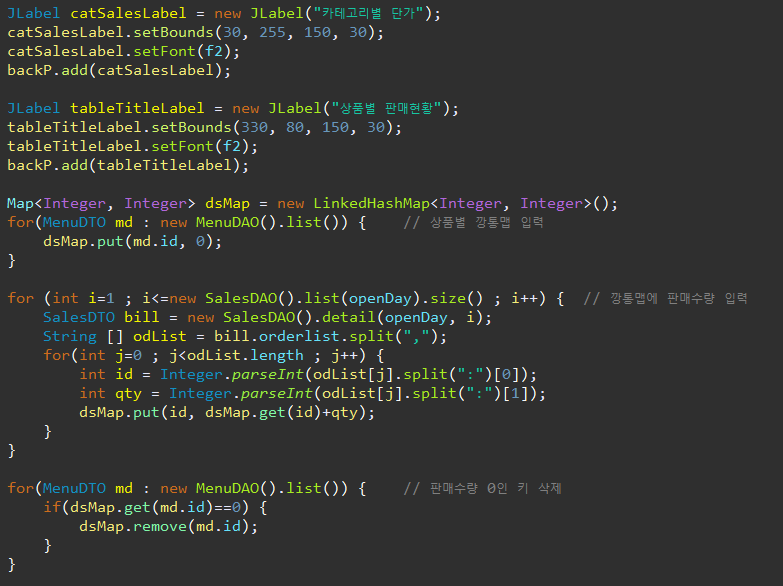 JLabel catSalesLabel = new JLabel("카테고리별 단가");
catSalesLabel.setBounds(30, 255, 150, 30);
catSalesLabel.setFont(f2);
backP.add(catSalesLabel);

JLabel tableTitleLabel = new JLabel("상품별 판매현황");
tableTitleLabel.setBounds(330, 80, 150, 30);
tableTitleLabel.setFont(f2);
backP.add(tableTitleLabel);

Map<Integer, Integer> dsMap = new LinkedHashMap<Integer, Integer>();
for(MenuDTO md : new MenuDAO().list()) {    // 상품별 깡통맵 입력
    dsMap.put(md.id, 0);
}

for (int i=1 ; i<=new SalesDAO().list(openDay).size() ; i++) {  // 깡통맵에 판매수량 입력
    SalesDTO bill = new SalesDAO().detail(openDay, i);
    String [] odList = bill.orderlist.split(",");
    for(int j=0 ; j<odList.length ; j++) {
        int id = Integer.parseInt(odList[j].split(":")[0]);
        int qty = Integer.parseInt(odList[j].split(":")[1]);
        dsMap.put(id, dsMap.get(id)+qty);
    }
}

for(MenuDTO md : new MenuDAO().list()) {    // 판매수량 0인 키 삭제
    if(dsMap.get(md.id)==0) {
        dsMap.remove(md.id);
    }
}